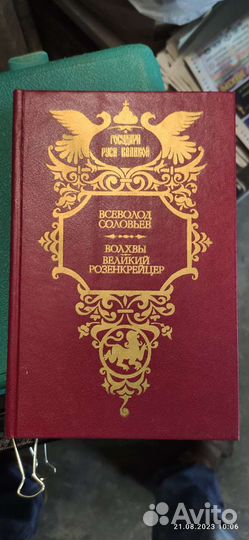 ГОСУДАРИ
РУСИ ВЕЛИКОЙ
ВСЕВОЛОД
СОЛОВЬЕВ
ВОЛХВЫ
ВЕЛИКИЙ
РОЗЕНКРЕЙЦЕР
Avito
21.08.2023 10:06